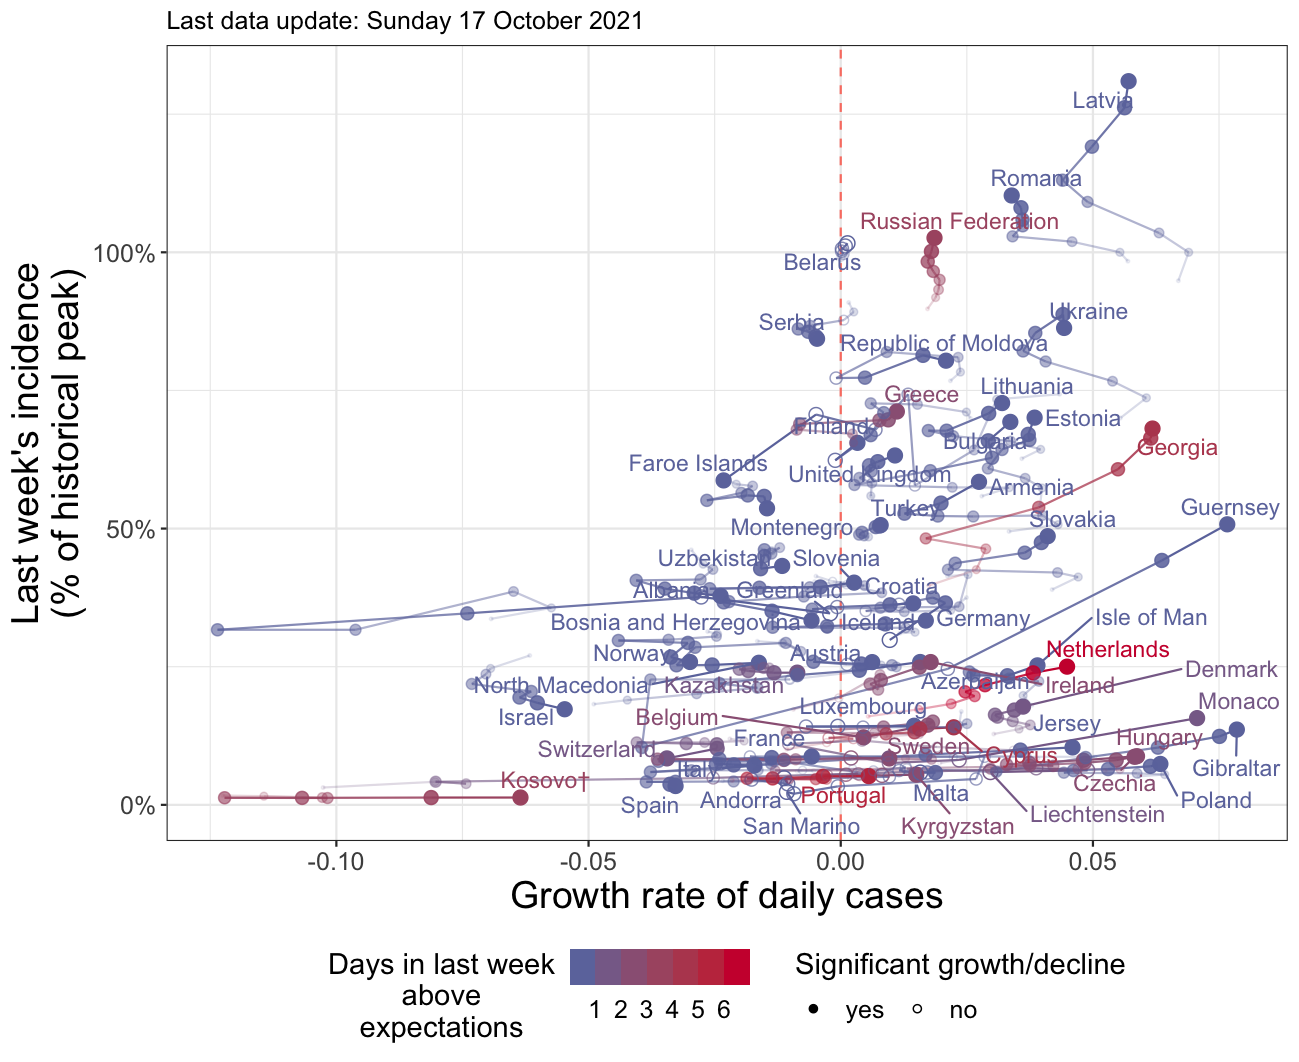 Last data update: Sunday 17 October 2021
Last week's incidence
(% of historical peak)
100%
50%
0%
Latvia
Romania
Russian Federation
Belarus
Ukraine
Serbia
Republic of Moldova
Lithuania
Greece
Estonia
Finland
Bulgaria
Georgia
Faroe Islands
United Kingdom
Armenia
Guernsey
Turkey
Slovakia
Montenegro
Uzbekistan
Slovenia
Albania
Greenland
Croatia
Bosnia and Herzegovina
Iceland
Germany
Isle of Man
Norway
Austria
Netherlands
Denmark
North Macedonia
Kazakhstan
Azerbaijan
Ireland
Monaco
Israel
Belgium
Luxembourg
Jersey
Switzerland
France
Sweden
Cyprus
Hungary
Italy
Gibraltar
Kosovo†
Czechia
Spain
Andorra
Portugal
Malta
Poland
San Marino
Kyrgyzstan
Liechtenstein
-0.10
-0.05
0.00
0.05
Growth rate of daily cases
Days in last week
above
expectations
1 2 3 4 5 6
Significant growth/decline
yes
no